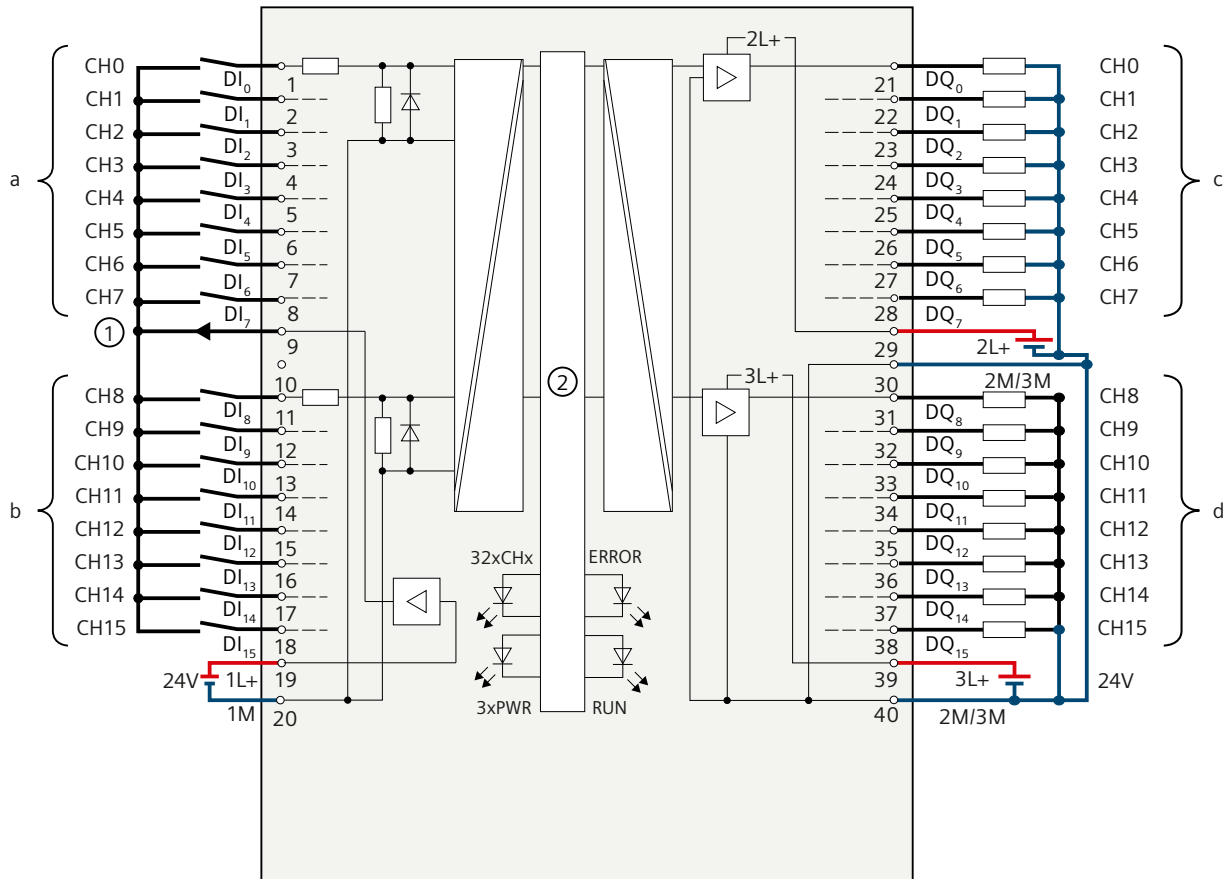 2L+
CH0 DI0 1 21 DQ0 CH0
CH1 DI1 2 22 DQ1 CH1
CH2 DI2 3 23 DQ2 CH2
a CH3 DI3 4 24 DQ3 CH3 c
CH4 DI4 5 25 DQ4 CH4
CH5 DI5 6 26 DQ5 CH5
CH6 DI6 7 27 DQ6 CH6
CH7 DI7 8 28 DQ7 CH7
① 9 29 2L+
10 30 2M/3M
3L+
②
CH8 DI8 11 31 DQ8 CH8
CH9 DI9 12 32 DQ9 CH9
CH10 DI10 13 33 DQ10 CH10
b CH11 DI11 14 34 DQ11 CH11 d
CH12 DI12 15 35 DQ12 CH12
CH13 DI13 16 32xCHx ERROR 36 DQ13 CH13
CH14 DI14 17 37 DQ14 CH14
CH15 DI15 18 38 DQ15 CH15
24V 1L+ 19 39 3L+ 24V
1M 20 3xPWR RUN 40 2M/3M